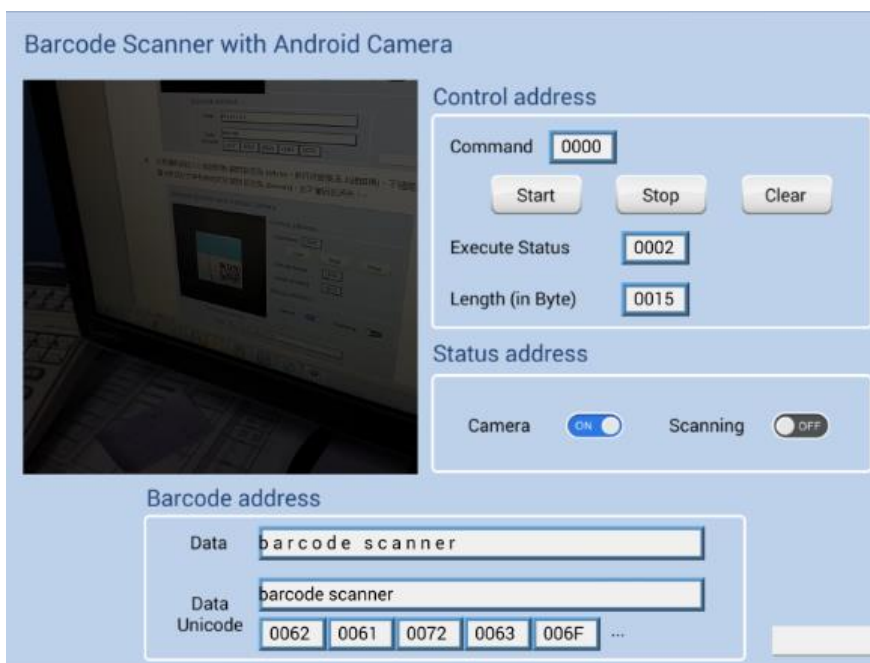 Barcode Scanner with Android Camera
Control address
Command 0000
Start Stop Clear
Execute Status 0002
Length (in Byte) 0015
Status address
Camera ON Scanning OFF
Barcode address
Data barcode scanner
Data Unicode barcode scanner
0062 0061 0072 0063 006F ...